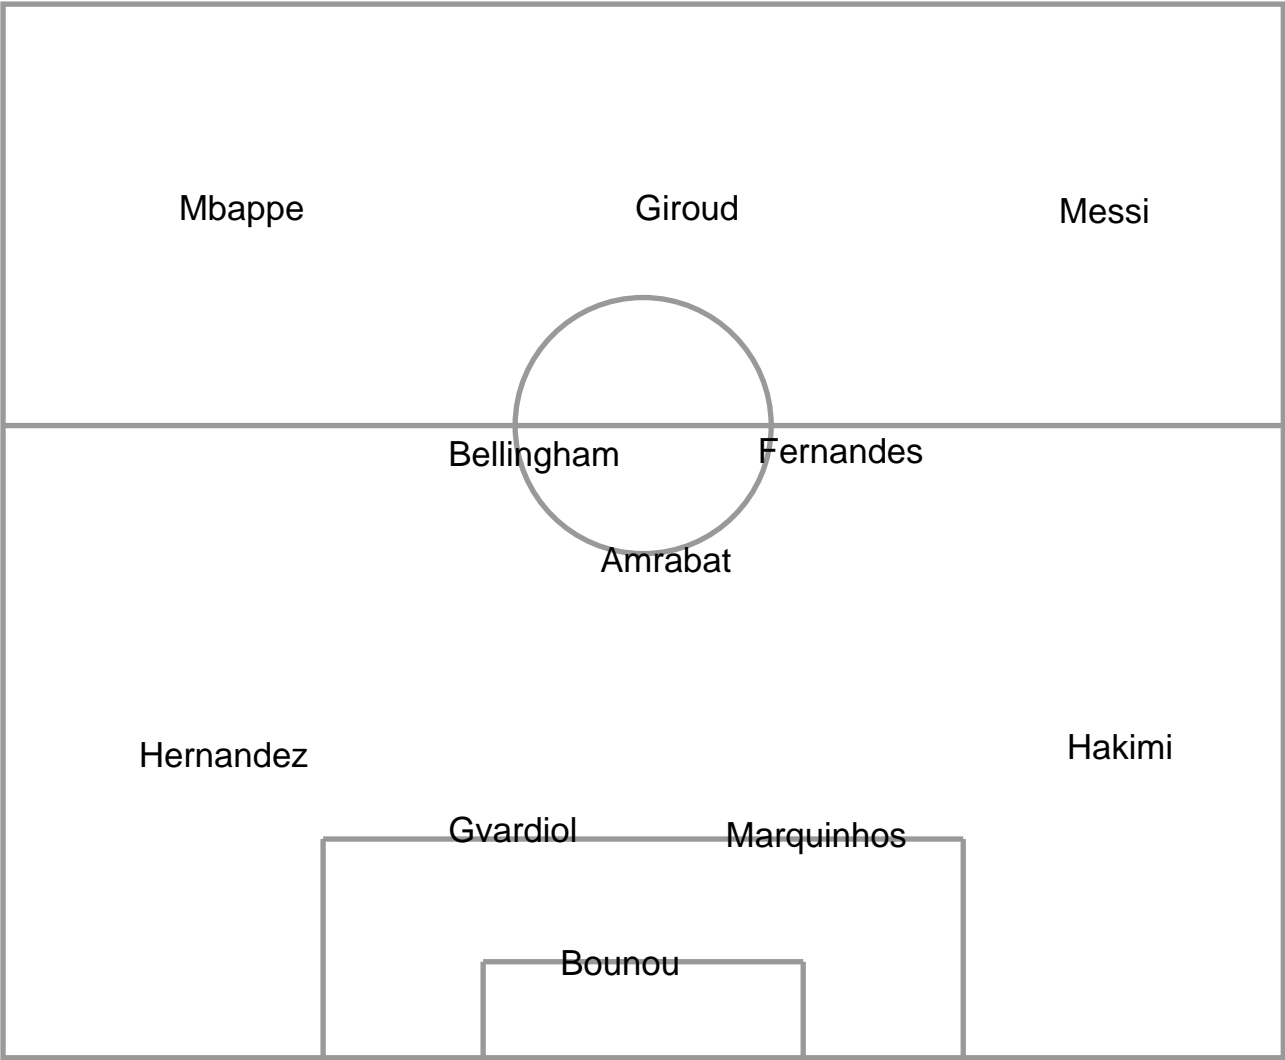 Mbappe Giroud Messi
Bellingham Fernandes
Amrabat
Hernandez Hakimi
Gvardiol Marquinhos
Bounou